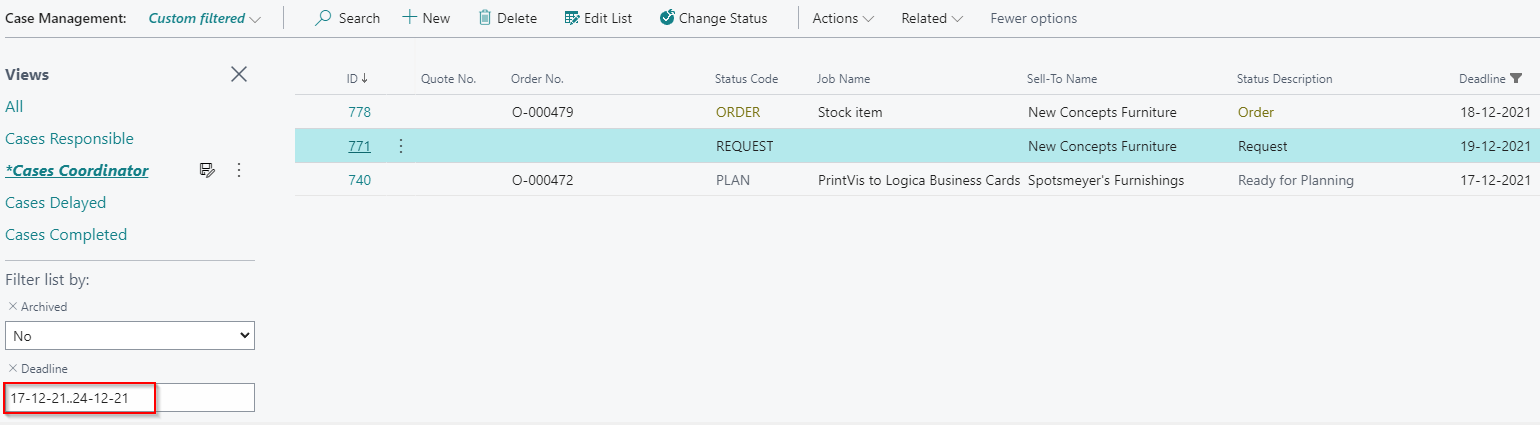 Case Management: Custom filtered Search New Delete Edit List Change Status Actions Related Fewer options
Views
All
Cases Responsible
*Cases Coordinator
Cases Delayed
Cases Completed
Filter list by:
Archived
No
Deadline
17-12-21..24-12-21
ID Quote No. Order No. Status Code Job Name Sell-To Name Status Description Deadline
778 O-000479 ORDER Stock item New Concepts Furniture Order 18-12-2021
771 REQUEST New Concepts Furniture Request 19-12-2021
740 O-000472 PLAN PrintVis to Logica Business Cards Spotsmeyer's Furnishings Ready for Planning 17-12-2021